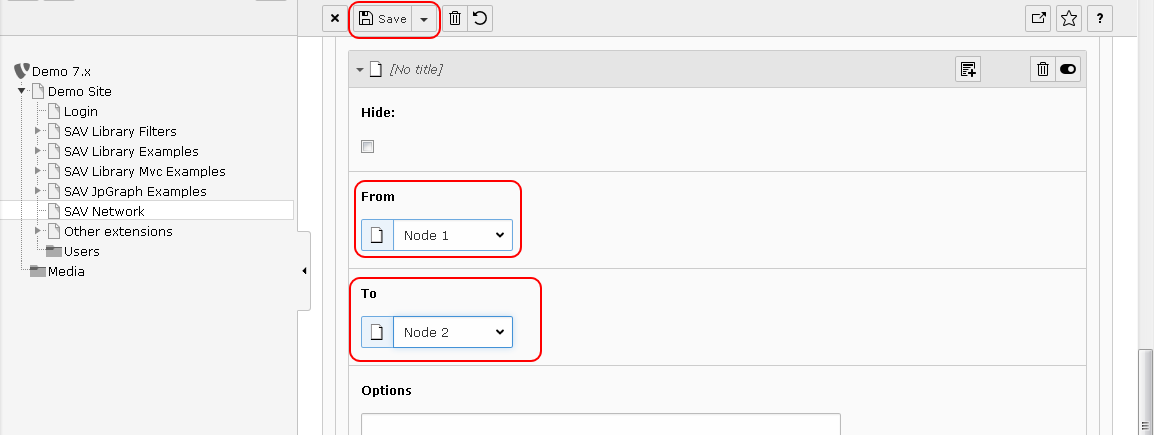 Save
?
Demo 7.x
Demo Site
Login
SAV Library Filters
SAV Library Examples
SAV Library Mvc Examples
SAV JpGraph Examples
SAV Network
Other extensions
Users
Media
[No title]
Hide:
From
Node 1
To
Node 2
Options